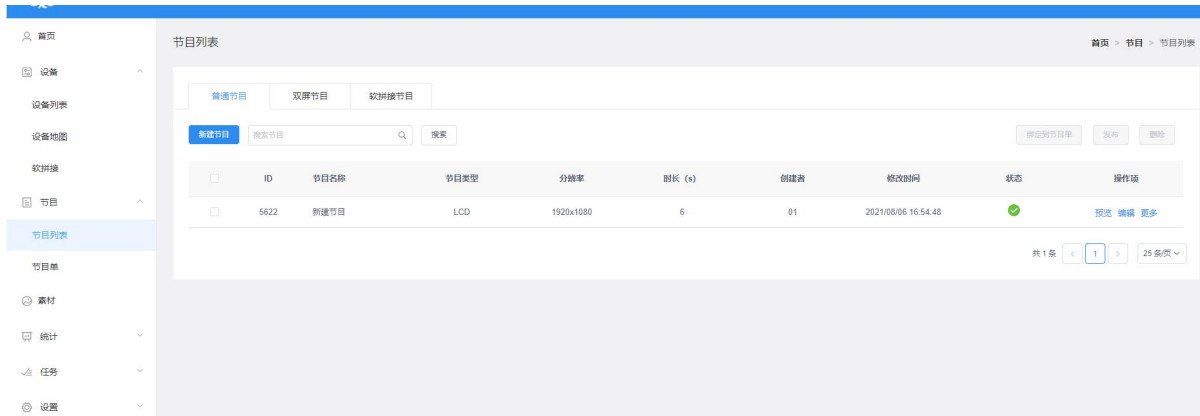 首页
设备
设备列表
设备地图
软拼接
节目
节目列表
节目单
素材
统计
任务
设置
节目列表
首页 > 节目 > 节目列表
普通节目 双屏节目 软拼接节目
新建节目 搜索节目 搜索 绑定到节目单 发布 删除
ID 节目名称 节目类型 分辨率 时长 (s) 创建者 修改时间 状态 操作项
5622 新建节目 LCD 1920x1080 6 01 2021/08/06 16:54:48 预览 编辑 更多
共 1 条 < 1 > 25 条/页